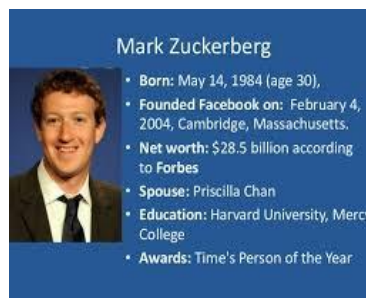 Mark Zuckerberg
• Born: May 14, 1984 (age 30),
• Founded Facebook on: February 4,
2004, Cambridge, Massachusetts.
• Net worth: $28.5 billion according
to Forbes
• Spouse: Priscilla Chan
• Education: Harvard University, Mercy
College
• Awards: Time's Person of the Year